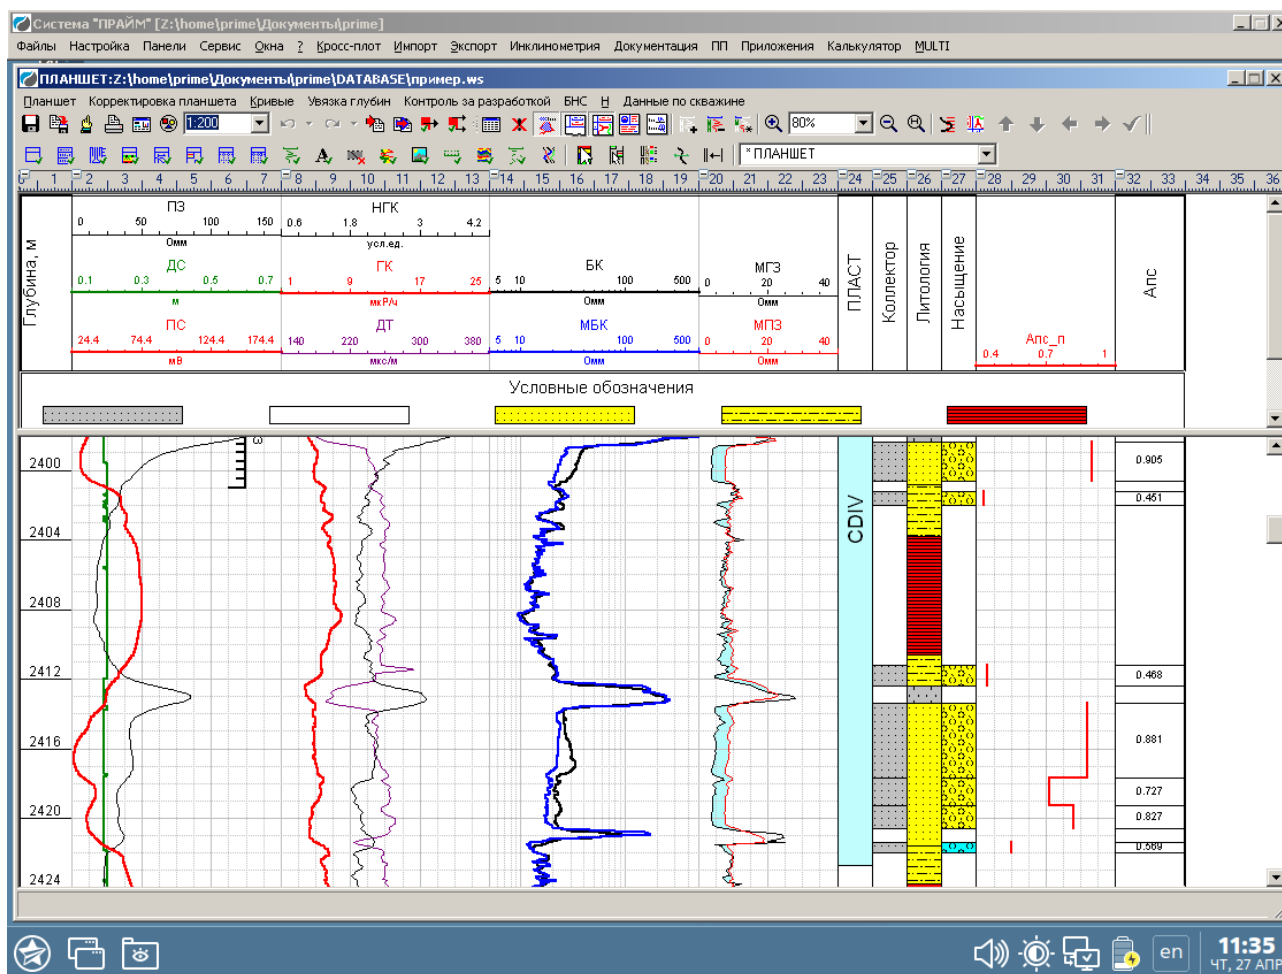 Система "ПРАЙМ" [Z:\home\prime\Документы\prime]
Файлы Настройка Панели Сервис Окна ? Кросс-плот Импорт Экспорт Инклинометрия Документация ПП Приложения Калькулятор MULTI
ПЛАНШЕТ:Z:\home\prime\Документы\prime\DATABASE\пример.ws
Планшет Корректировка планшета Кривые Увязка глубин Контроль за разработкой БНС Н Данные по скважине
1:200 80%
* ПЛАНШЕТ
1 2 3 4 5 6 7 8 9 10 11 12 13 14 15 16 17 18 19 20 21 22 23 24 25 26 27 28 29 30 31 32 33 34 35 36
Глубина, м
ПЗ
0 50 100 150
Омм
ДС
0.1 0.3 0.5 0.7
м
ПС
24.4 74.4 124.4 174.4
мВ
НГК
0.6 1.8 3 4.2
усл.ед.
ГК
1 9 17 25
мкР/ч
ДТ
140 220 300 380
мкс/м
БК
5 10 100 500
Омм
МБК
5 10 100 500
Омм
МГЗ
0 20 40
Омм
МПЗ
0 20 40
Омм
ПЛАСТ
Коллектор
Литология
Насыщение
Апс_п
0.4 0.7 1
Апс
Условные обозначения
2400
2404
2408
2412
2416
2420
2424
3
CDIV
0.905
0.451
0.468
0.881
0.727
0.827
0.569
en
11:35
ЧТ, 27 АПР